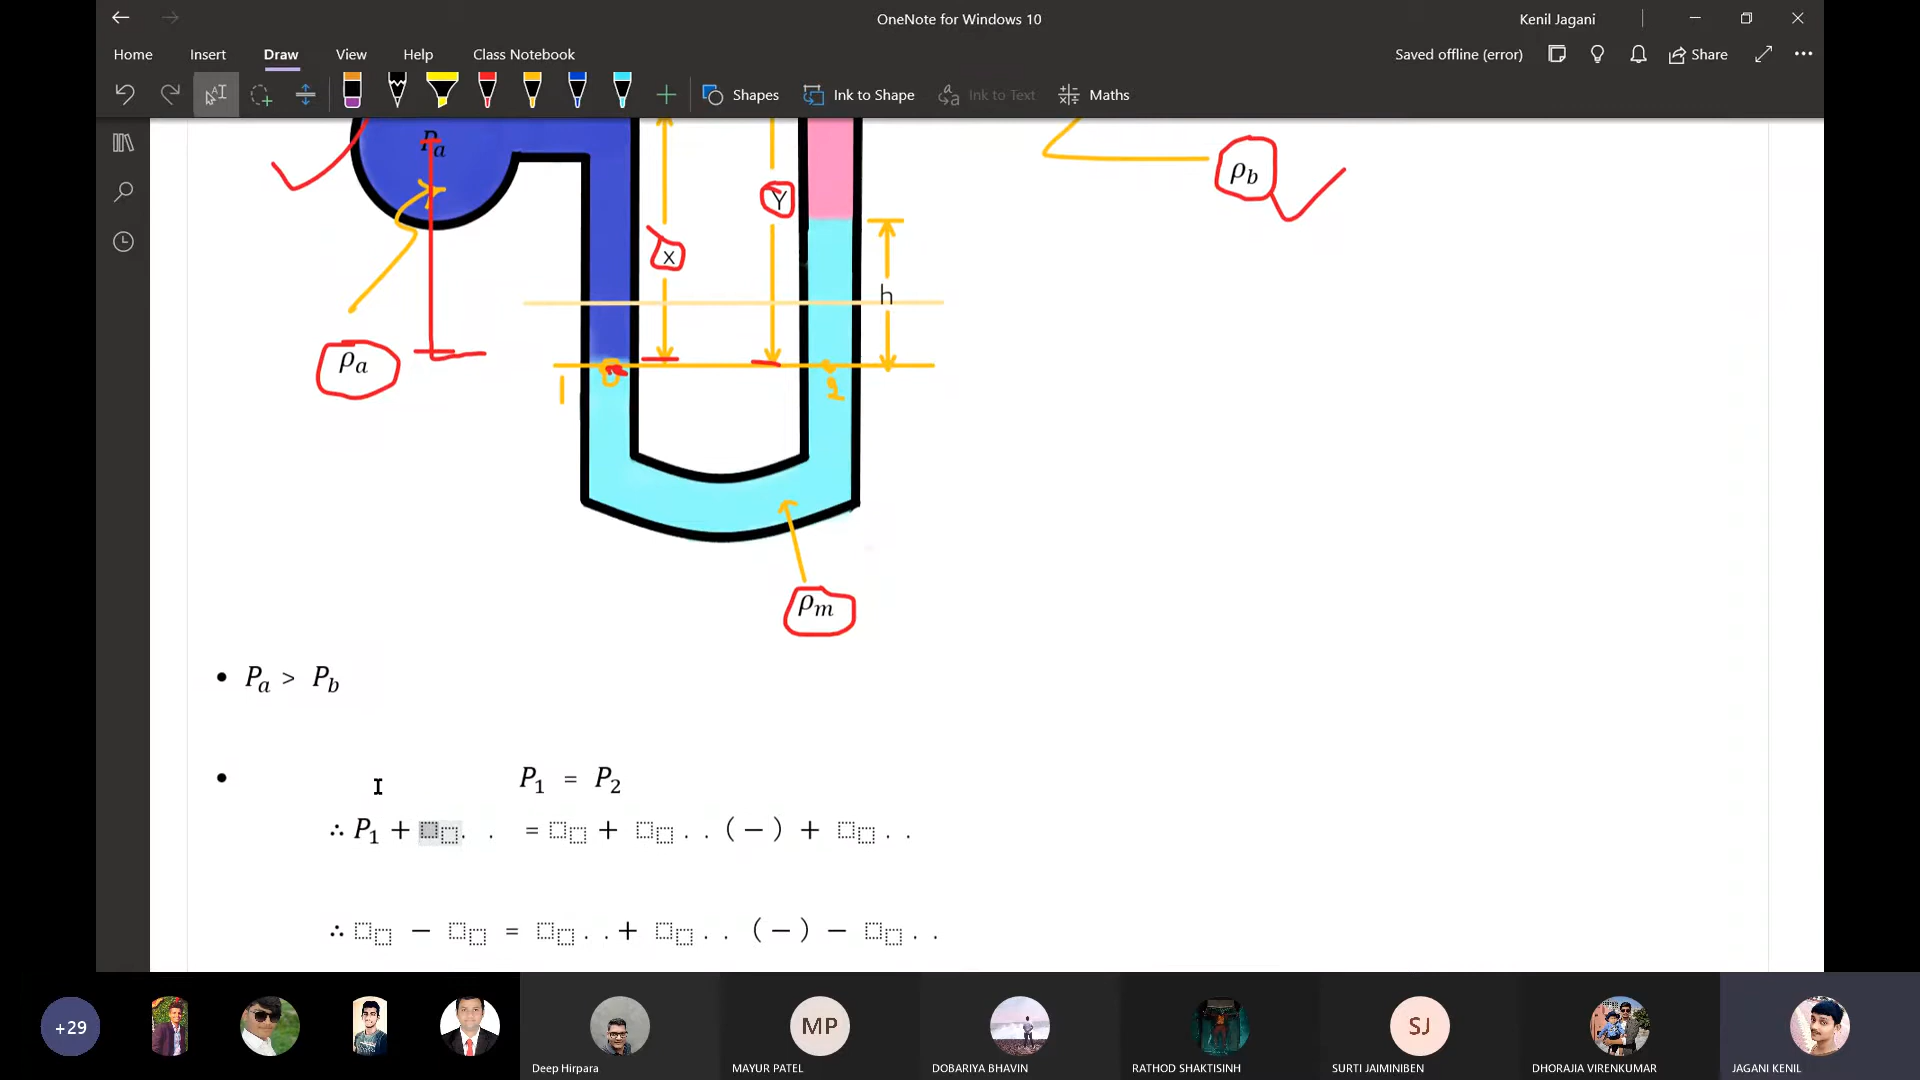 OneNote for Windows 10
Kenil Jagani
Home Insert Draw View Help Class Notebook
Saved offline (error)
Share
Shapes
Ink to Shape
Ink to Text
Maths
Pa
ρb
Y
x
h
ρa
1
2
ρm
• Pa > Pb
• P1 = P2
∴ P1 + ⬚⬚. . = ⬚⬚ + ⬚⬚ . . ( − ) + ⬚⬚ . .
∴ ⬚⬚ − ⬚⬚ = ⬚⬚ . . + ⬚⬚ . . ( − ) − ⬚⬚ . .
+29
MP
SJ
Deep Hirpara
MAYUR PATEL
DOBARIYA BHAVIN
RATHOD SHAKTISINH
SURTI JAIMINIBEN
DHORAJIA VIRENKUMAR
JAGANI KENIL